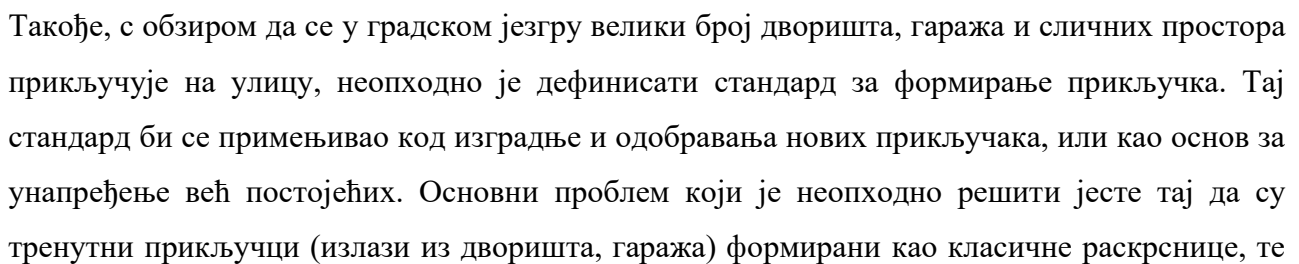 Такође, с обзиром да се у градском језгру велики број дворишта, гаража и сличних простора
прикључује на улицу, неопходно је дефинисати стандард за формирање прикључка. Тај
стандард би се примењивао код изградње и одобравања нових прикључака, или као основ за
унапређење већ постојећих. Основни проблем који је неопходно решити јесте тај да су
тренутни прикључци (излази из дворишта, гаража) формирани као класичне раскрснице, те